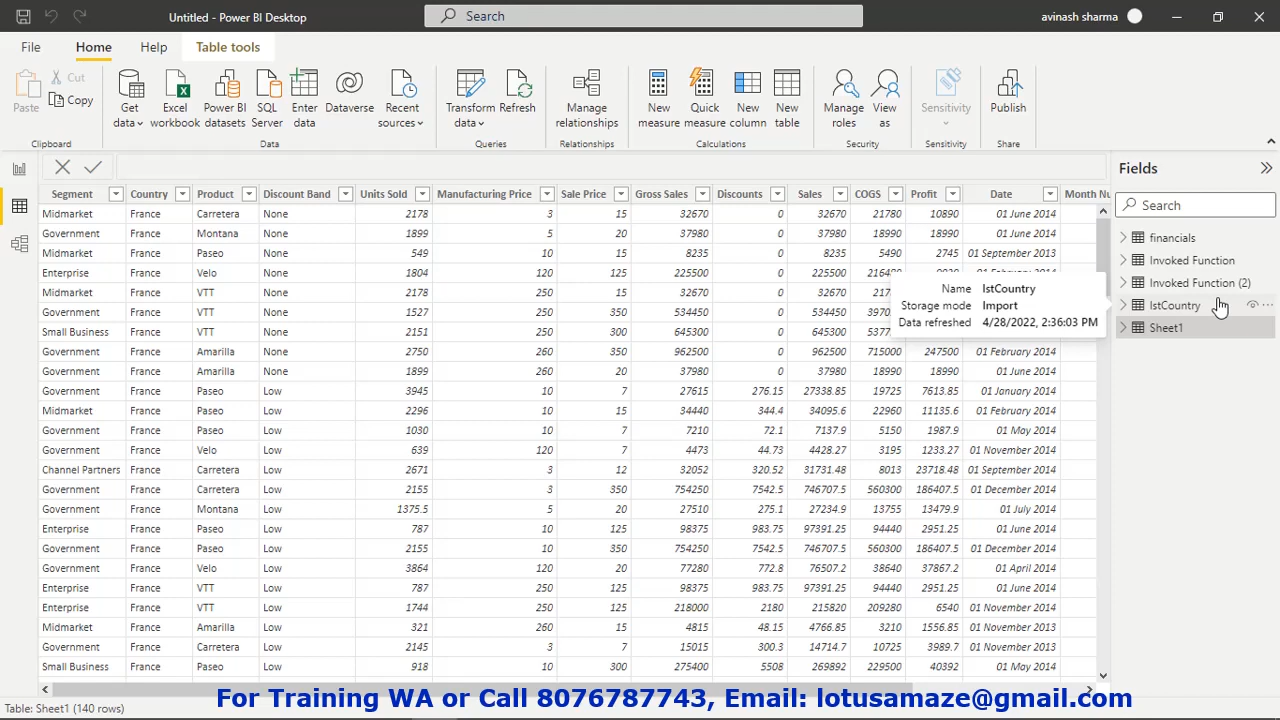 Untitled - Power BI Desktop
Search
avinash sharma
File
Home
Help
Table tools
Paste
Cut
Copy
Clipboard
Get data
Excel workbook
Power BI datasets
SQL Server
Enter data
Dataverse
Recent sources
Data
Transform data
Refresh
Queries
Manage relationships
Relationships
New measure
Quick measure
New column
New table
Calculations
Manage roles
View as
Security
Sensitivity
Sensitivity
Publish
Share
Segment Country Product Discount Band Units Sold Manufacturing Price Sale Price Gross Sales Discounts Sales COGS Profit Date Month Nu
Midmarket France Carretera None 2178 3 15 32670 0 32670 21780 10890 01 June 2014
Government France Montana None 1899 5 20 37980 0 37980 18990 18990 01 June 2014
Midmarket France Paseo None 549 10 15 8235 0 8235 5490 2745 01 September 2013
Enterprise France Velo None 1804 120 125 225500 0 225500
Midmarket France VTT None 2178 250 15 32670 0 32670
Government France VTT None 1527 250 350 534450 0 534450
Small Business France VTT None 2151 250 300 645300 0 645300
Government France Amarilla None 2750 260 350 962500 0 962500 715000 247500 01 February 2014
Government France Amarilla None 1899 260 20 37980 0 37980 18990 18990 01 June 2014
Government France Paseo Low 3945 10 7 27615 276.15 27338.85 19725 7613.85 01 January 2014
Midmarket France Paseo Low 2296 10 15 34440 344.4 34095.6 22960 11135.6 01 February 2014
Government France Paseo Low 1030 10 7 7210 72.1 7137.9 5150 1987.9 01 May 2014
Government France Velo Low 639 120 7 4473 44.73 4428.27 3195 1233.27 01 November 2014
Channel Partners France Carretera Low 2671 3 12 32052 320.52 31731.48 8013 23718.48 01 September 2014
Government France Carretera Low 2155 3 350 754250 7542.5 746707.5 560300 186407.5 01 December 2014
Government France Montana Low 1375.5 5 20 27510 275.1 27234.9 13755 13479.9 01 July 2014
Enterprise France Paseo Low 787 10 125 98375 983.75 97391.25 94440 2951.25 01 June 2014
Government France Paseo Low 2155 10 350 754250 7542.5 746707.5 560300 186407.5 01 December 2014
Government France Velo Low 3864 120 20 77280 772.8 76507.2 38640 37867.2 01 April 2014
Enterprise France VTT Low 787 250 125 98375 983.75 97391.25 94440 2951.25 01 June 2014
Enterprise France VTT Low 1744 250 125 218000 2180 215820 209280 6540 01 November 2014
Midmarket France Amarilla Low 321 260 15 4815 48.15 4766.85 3210 1556.85 01 November 2013
Government France Carretera Low 2145 3 7 15015 300.3 14714.7 10725 3989.7 01 November 2013
Small Business France Paseo Low 918 10 300 275400 5508 269892 229500 40392 01 May 2014
Name lstCountry
Storage mode Import
Data refreshed 4/28/2022, 2:36:03 PM
Fields
Search
financials
Invoked Function
Invoked Function (2)
lstCountry
Sheet1
Table: Sheet1 (140 rows)
For Training WA or Call 8076787743, Email: lotusamaze@gmail.com